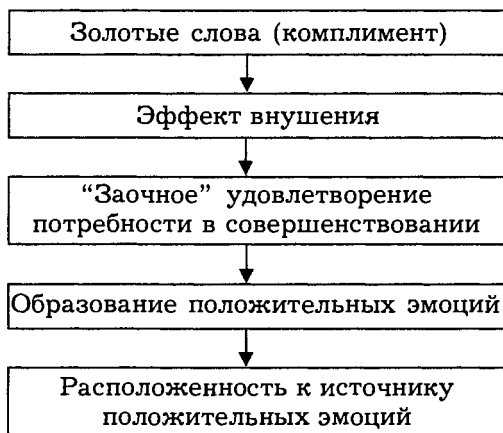 Золотые слова (комплимент)
Эффект внушения
“Заочное” удовлетворение
потребности в совершенствовании
Образование положительных эмоций
Расположенность к источнику
положительных эмоций